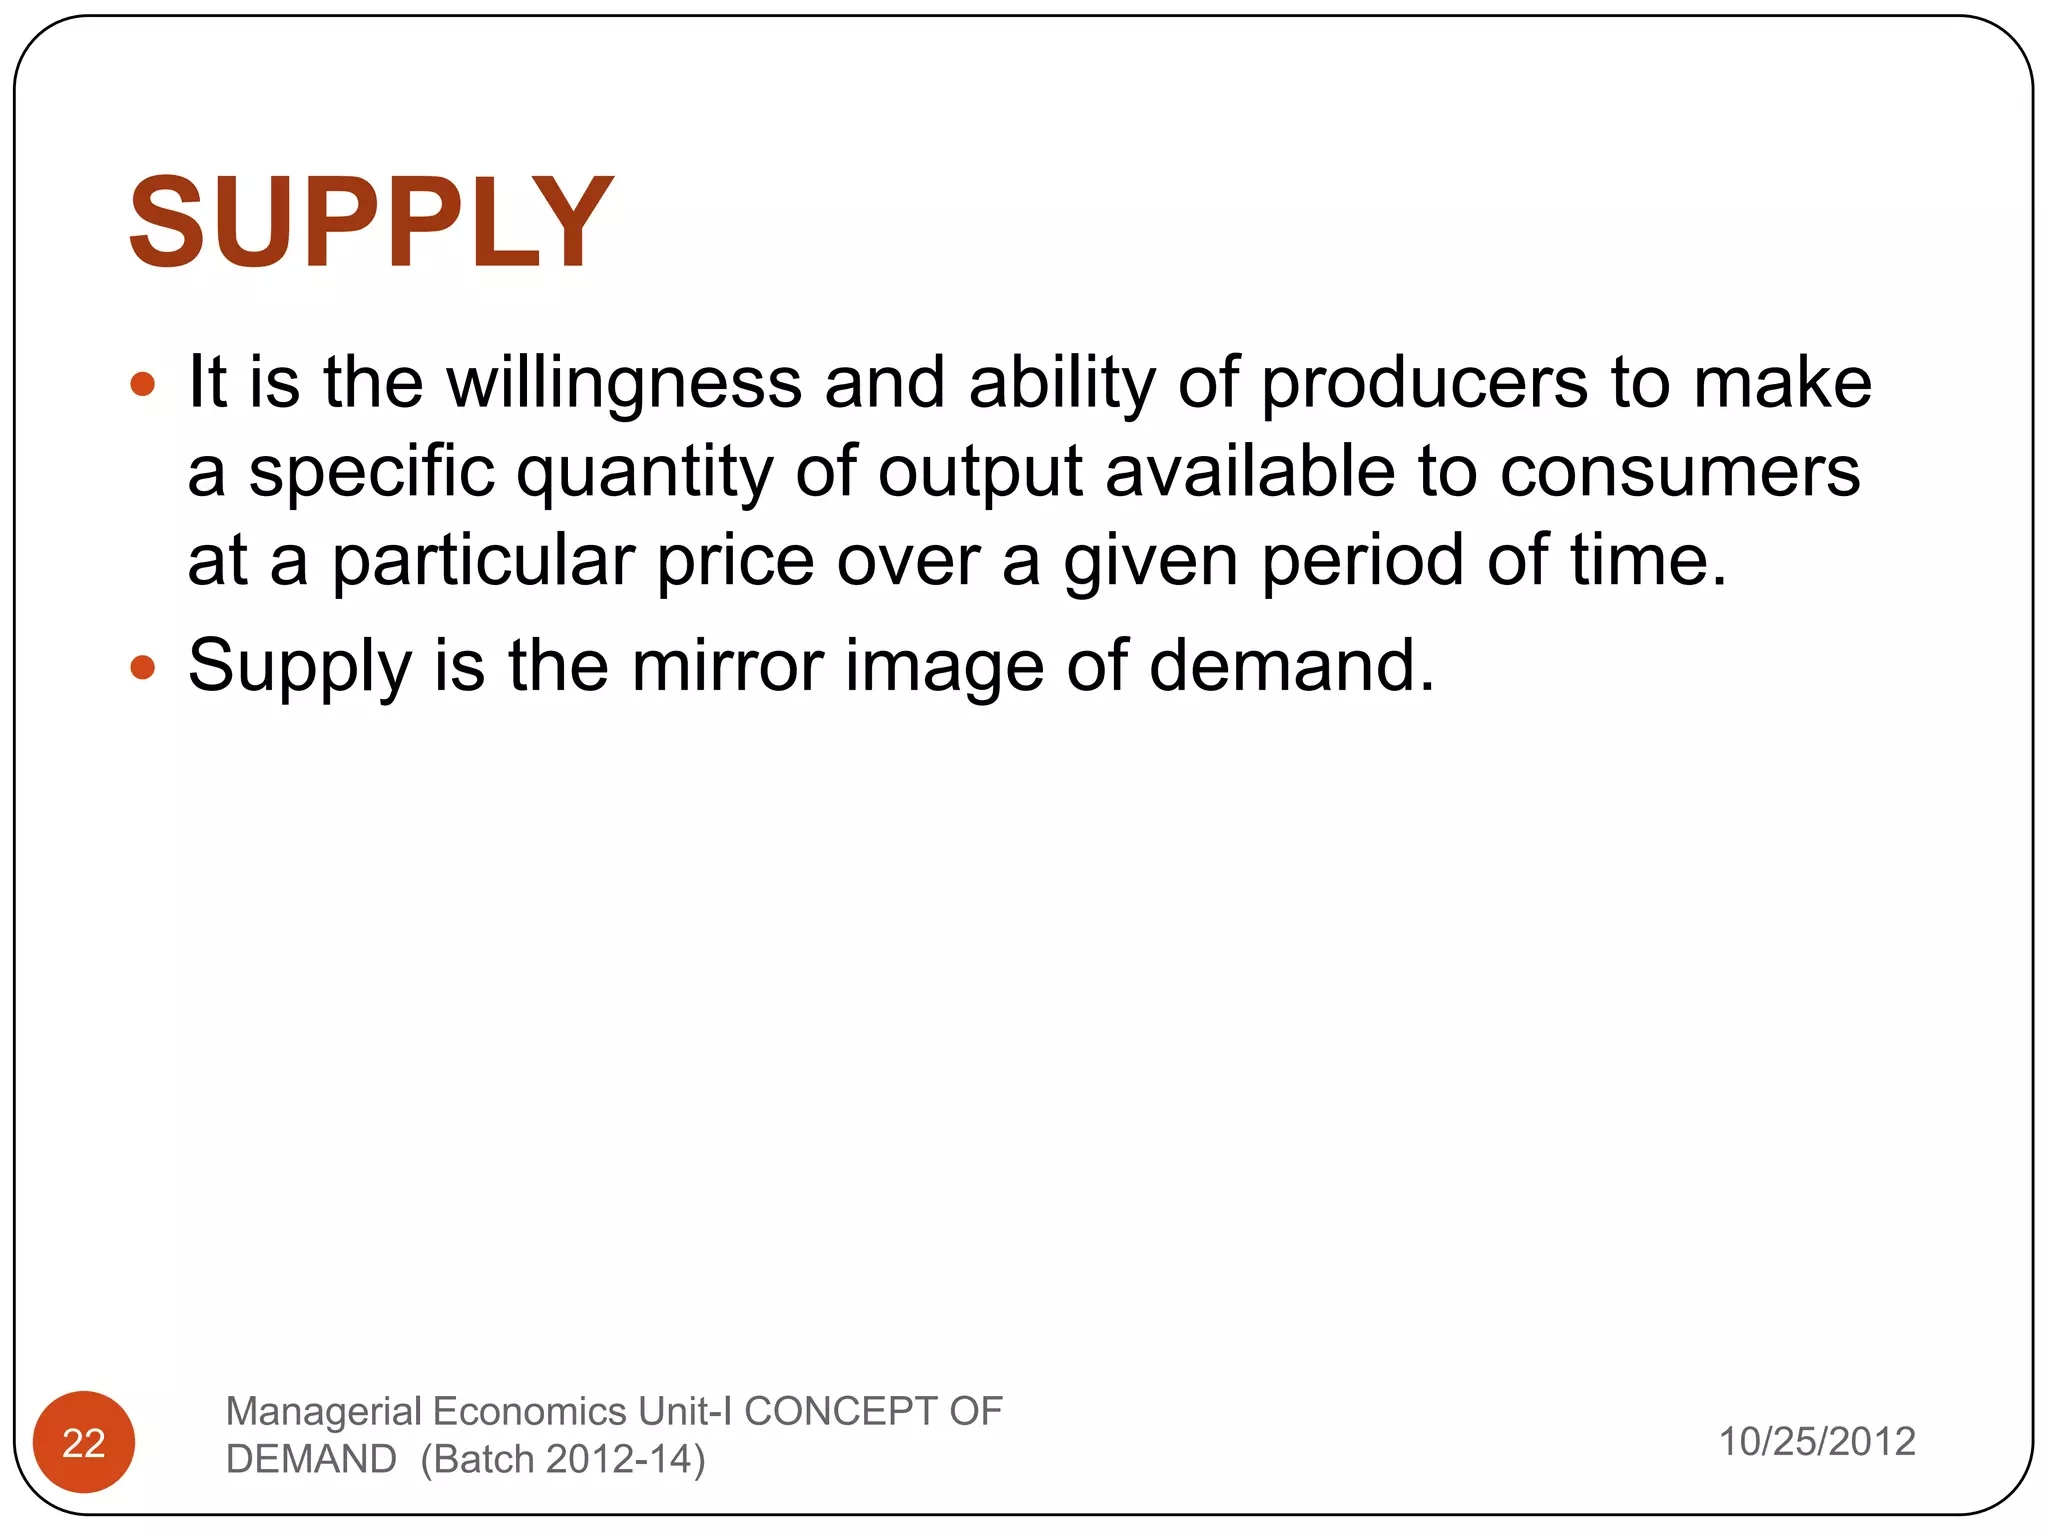 SUPPLY
• It is the willingness and ability of producers to make
a specific quantity of output available to consumers
at a particular price over a given period of time.
• Supply is the mirror image of demand.
22
Managerial Economics Unit-I CONCEPT OF
DEMAND  (Batch 2012-14)
10/25/2012